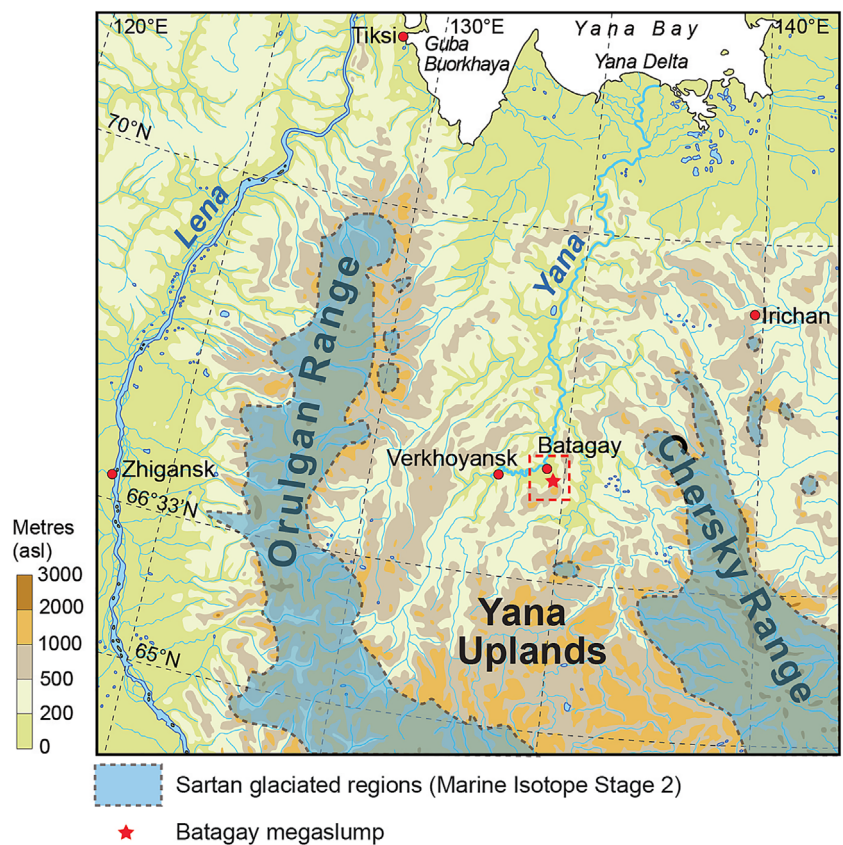 120°E
130°E
140°E
Tiksi
Guba
Buorkhaya
Yana Bay
Yana Delta
70°N
Lena
Yana
Irichan
Orulgan Range
Batagay
Verkhoyansk
Chersky Range
Zhigansk
66°33'N
Yana
Uplands
65°N
Metres
(asl)
3000
2000
1000
500
200
0
Sartan glaciated regions (Marine Isotope Stage 2)
Batagay megaslump